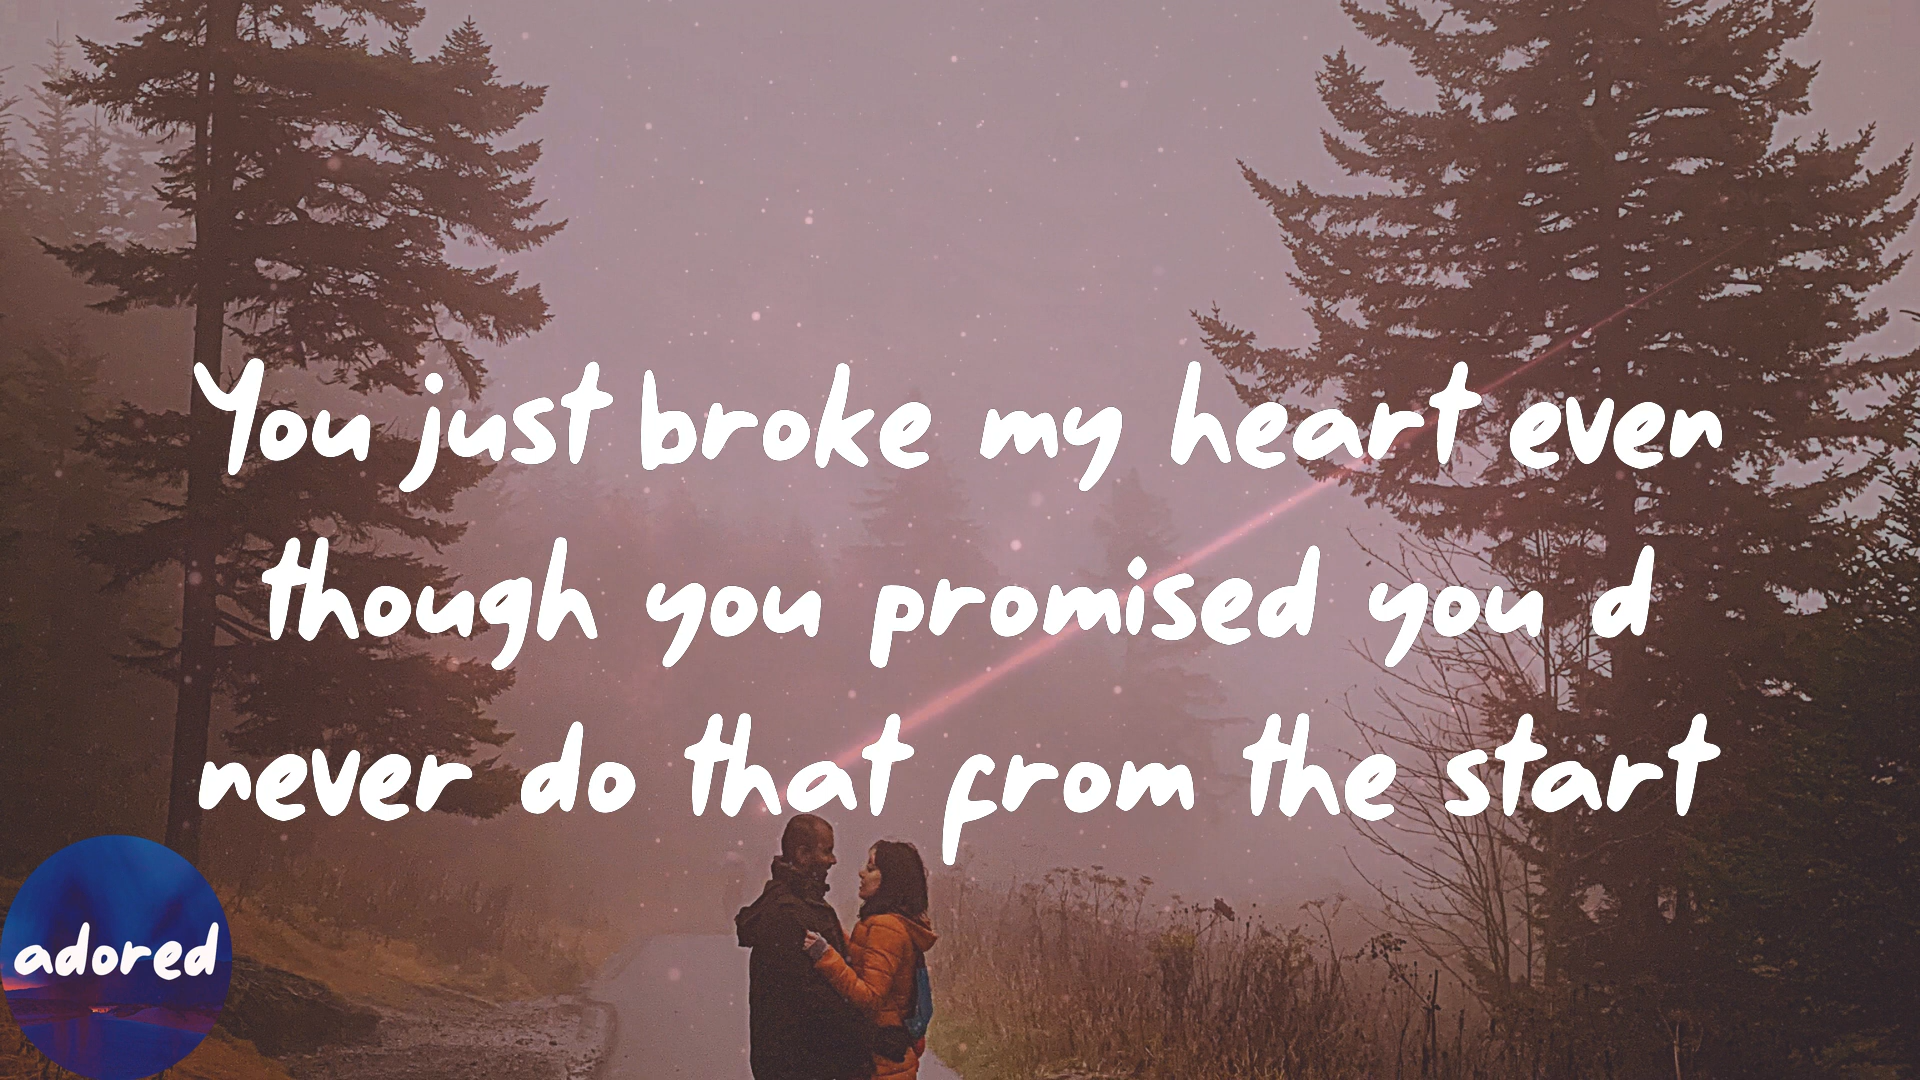 You just broke my heart even
though you promised you d
never do that from the start
adored